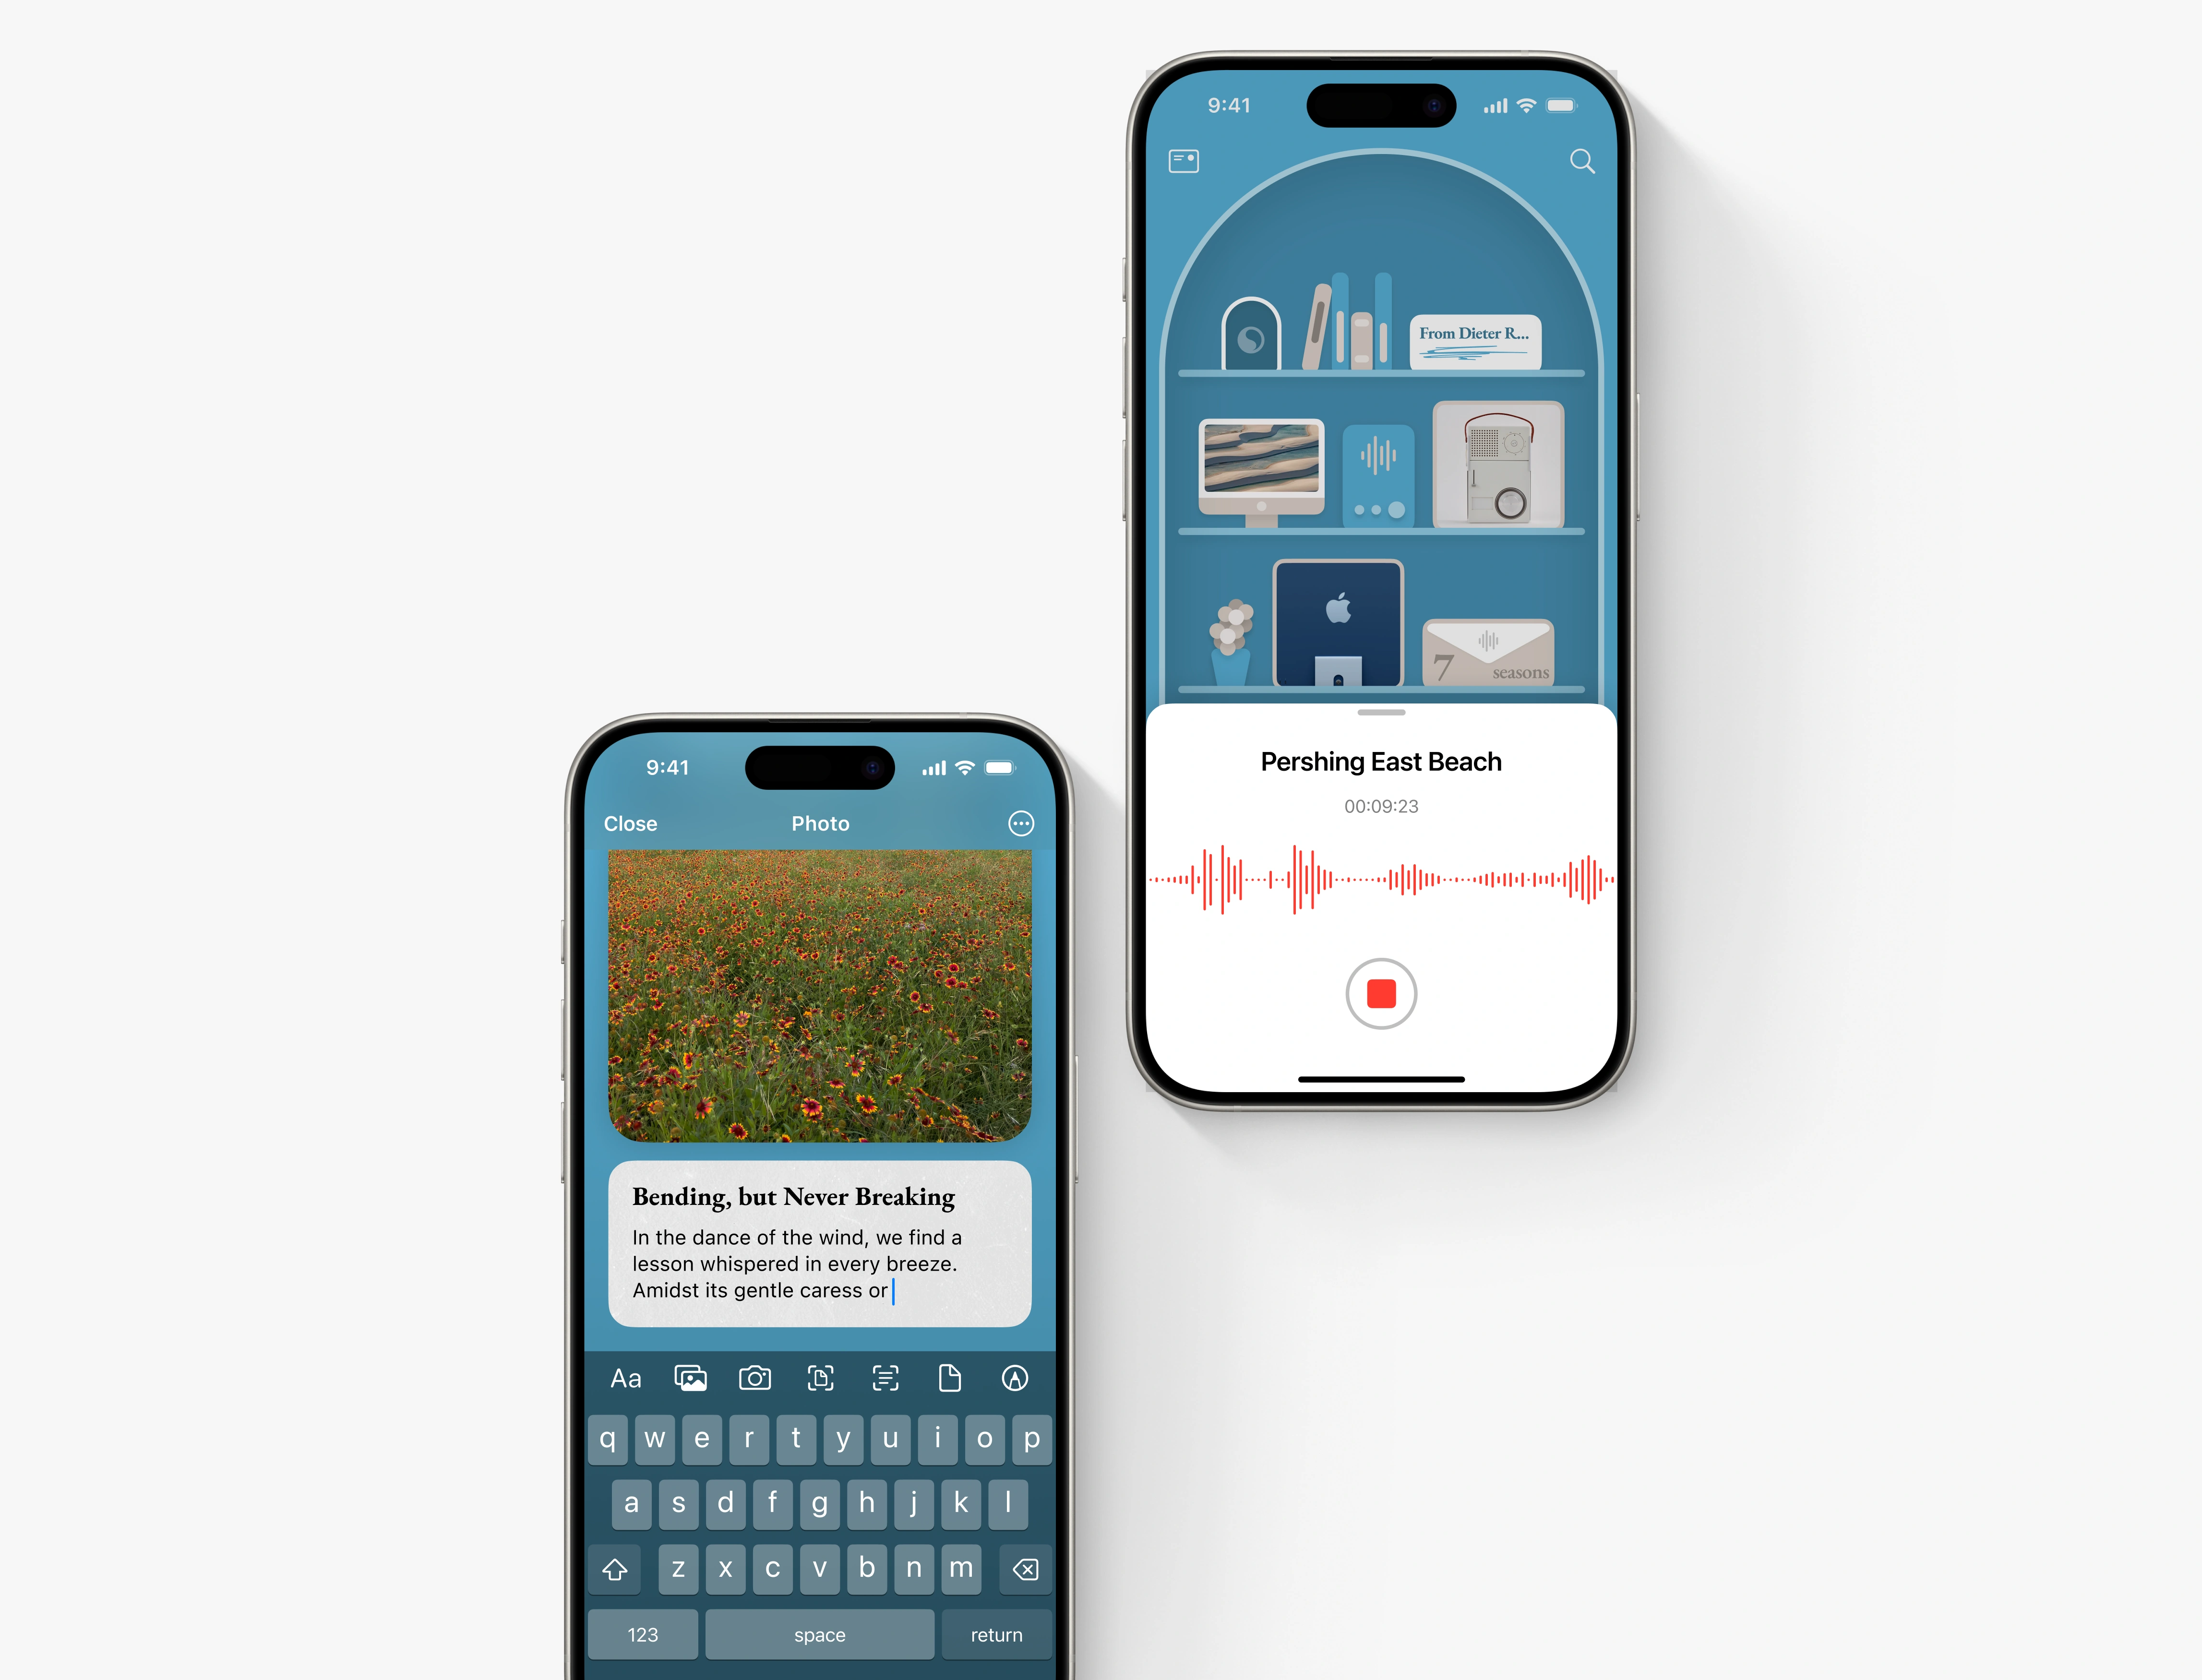 9:41
From Dieter R...
7
seasons
Pershing East Beach
00:09:23
9:41
Close
Photo
Bending, but Never Breaking
In the dance of the wind, we find a
lesson whispered in every breeze.
Amidst its gentle caress or
Aa
q w e r t y u i o p
a s d f g h j k l
z x c v b n m
123 space return